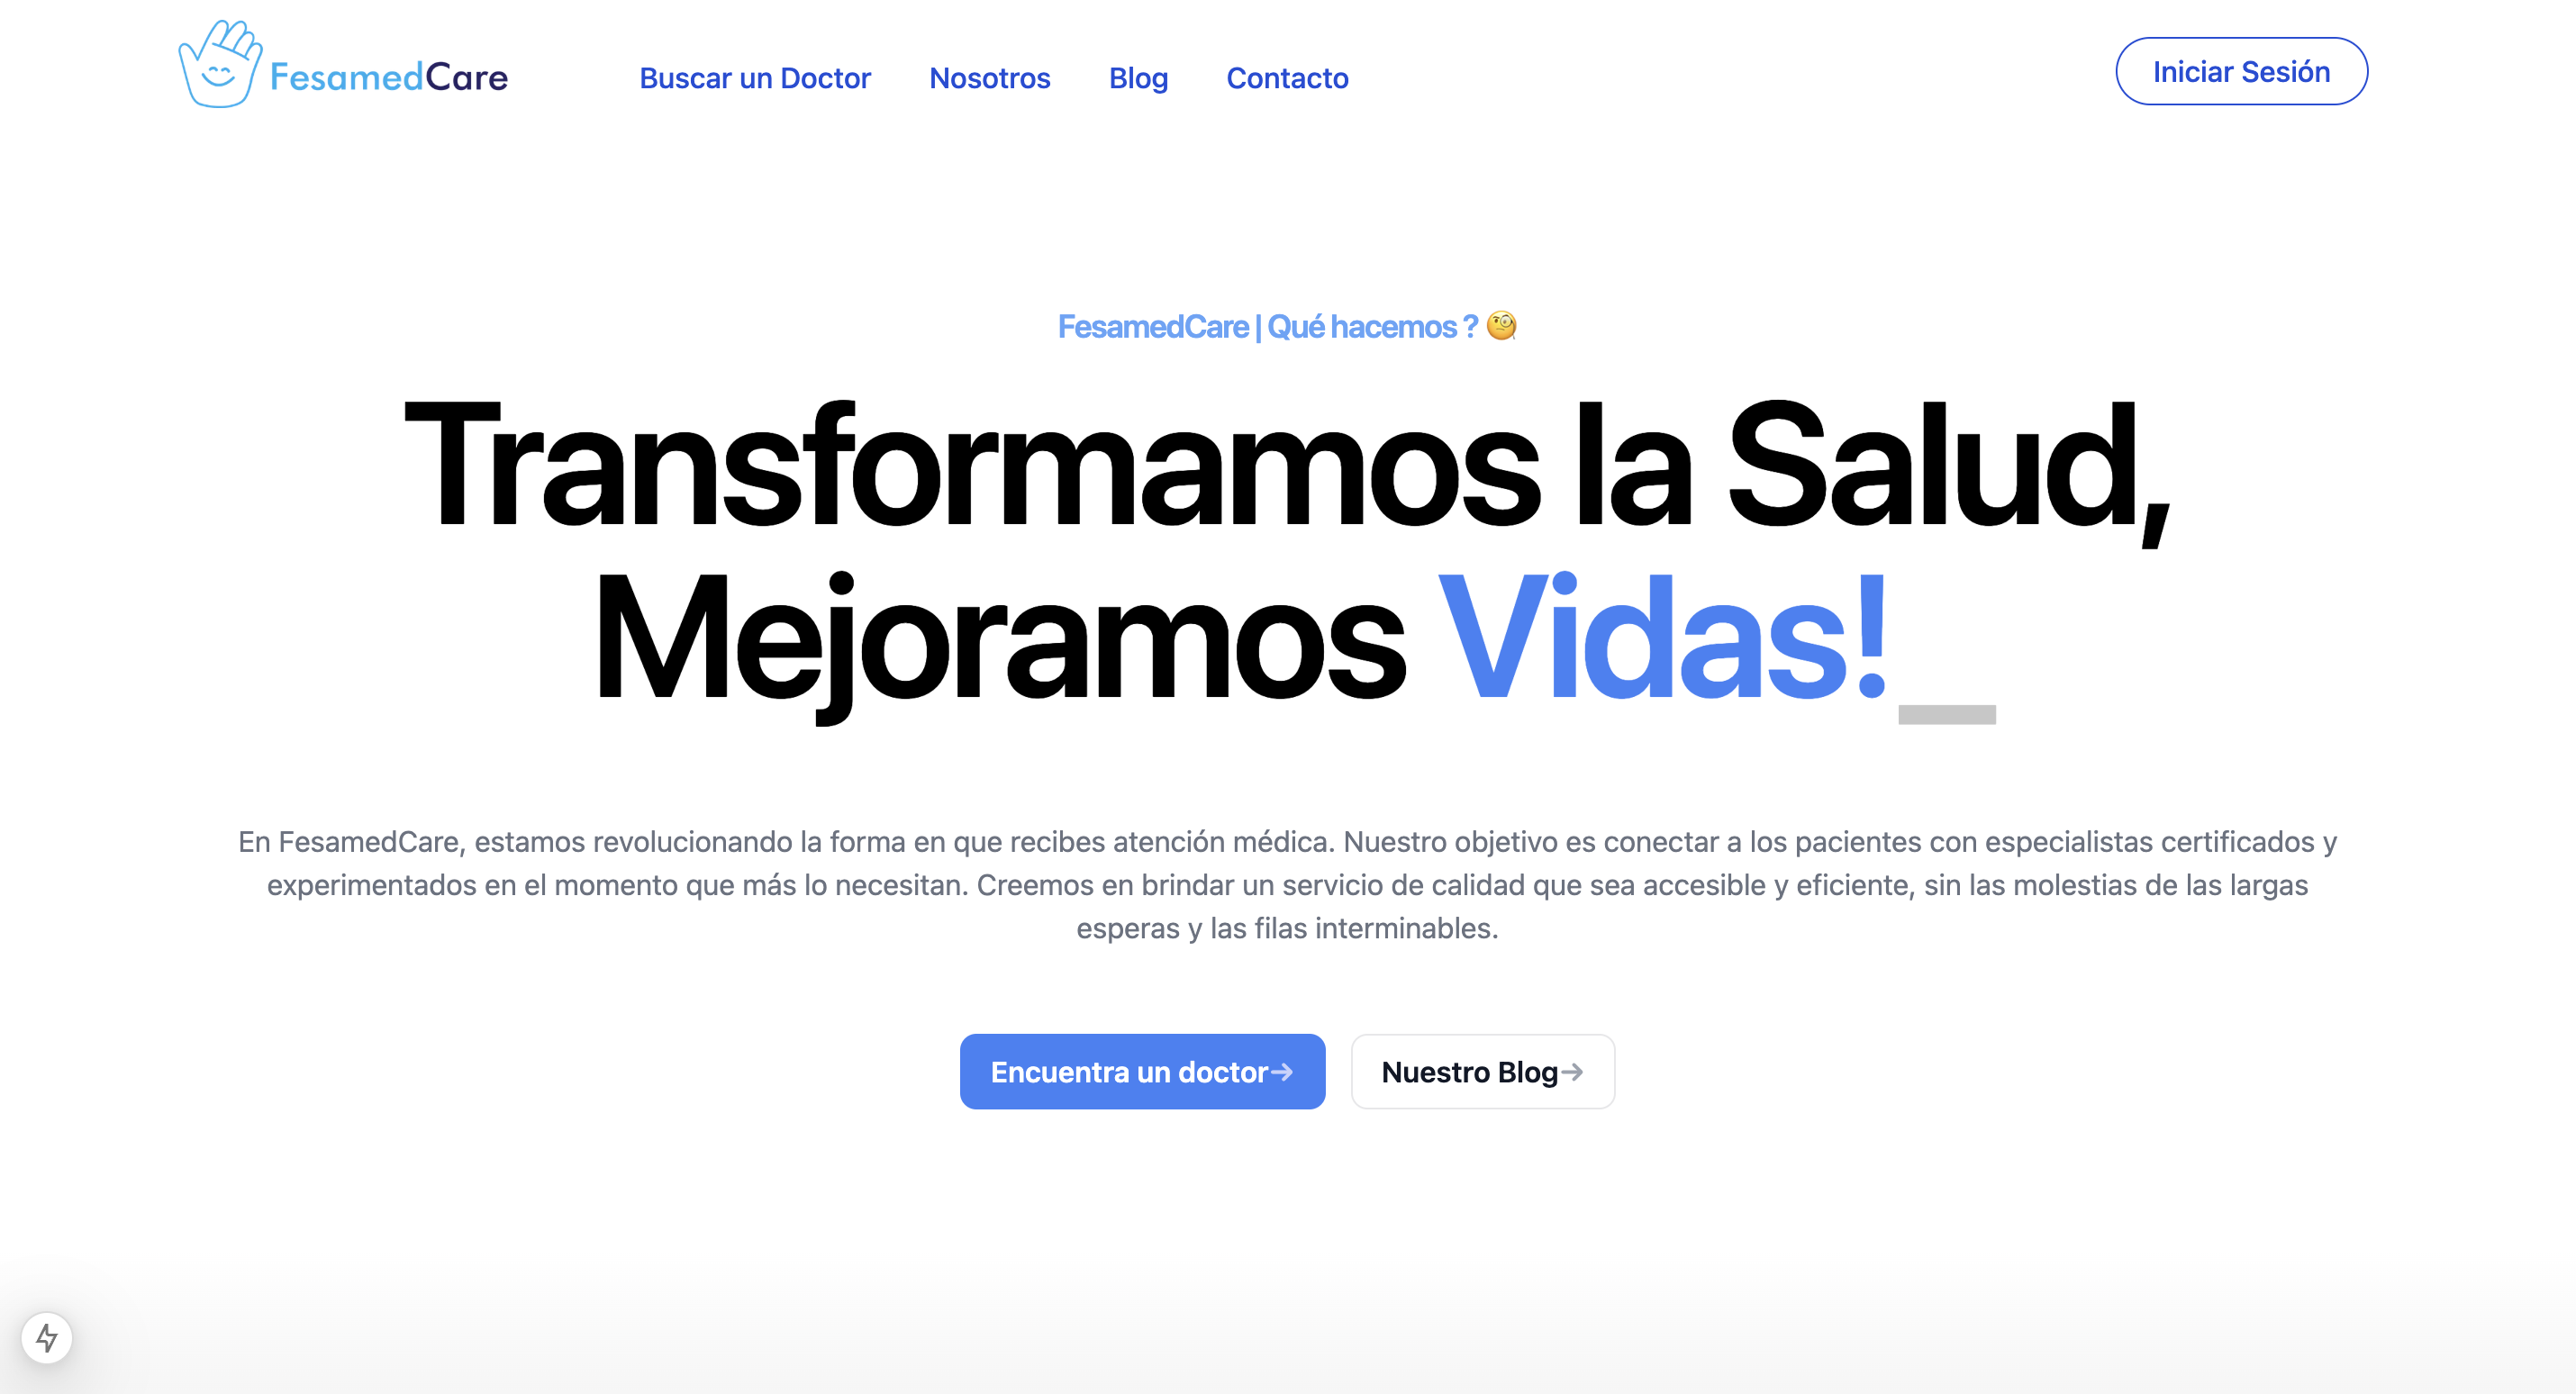 FesamedCare
Buscar un Doctor
Nosotros
Blog
Contacto
Iniciar Sesión
FesamedCare | Qué hacemos ? 🧐
Transformamos la Salud,
Mejoramos Vidas!_
En FesamedCare, estamos revolucionando la forma en que recibes atención médica. Nuestro objetivo es conectar a los pacientes con especialistas certificados y
experimentados en el momento que más lo necesitan. Creemos en brindar un servicio de calidad que sea accesible y eficiente, sin las molestias de las largas
esperas y las filas interminables.
Encuentra un doctor→
Nuestro Blog→